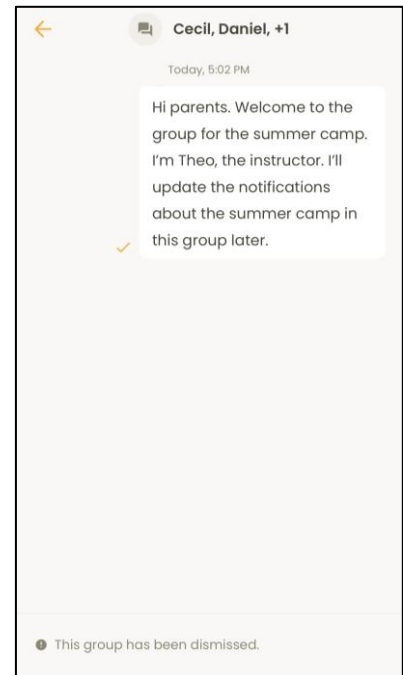 Cecil, Daniel, +1
Today, 5:02 PM
Hi parents. Welcome to the
group for the summer camp.
I’m Theo, the instructor. I’ll
update the notifications
about the summer camp in
this group later.
This group has been dismissed.